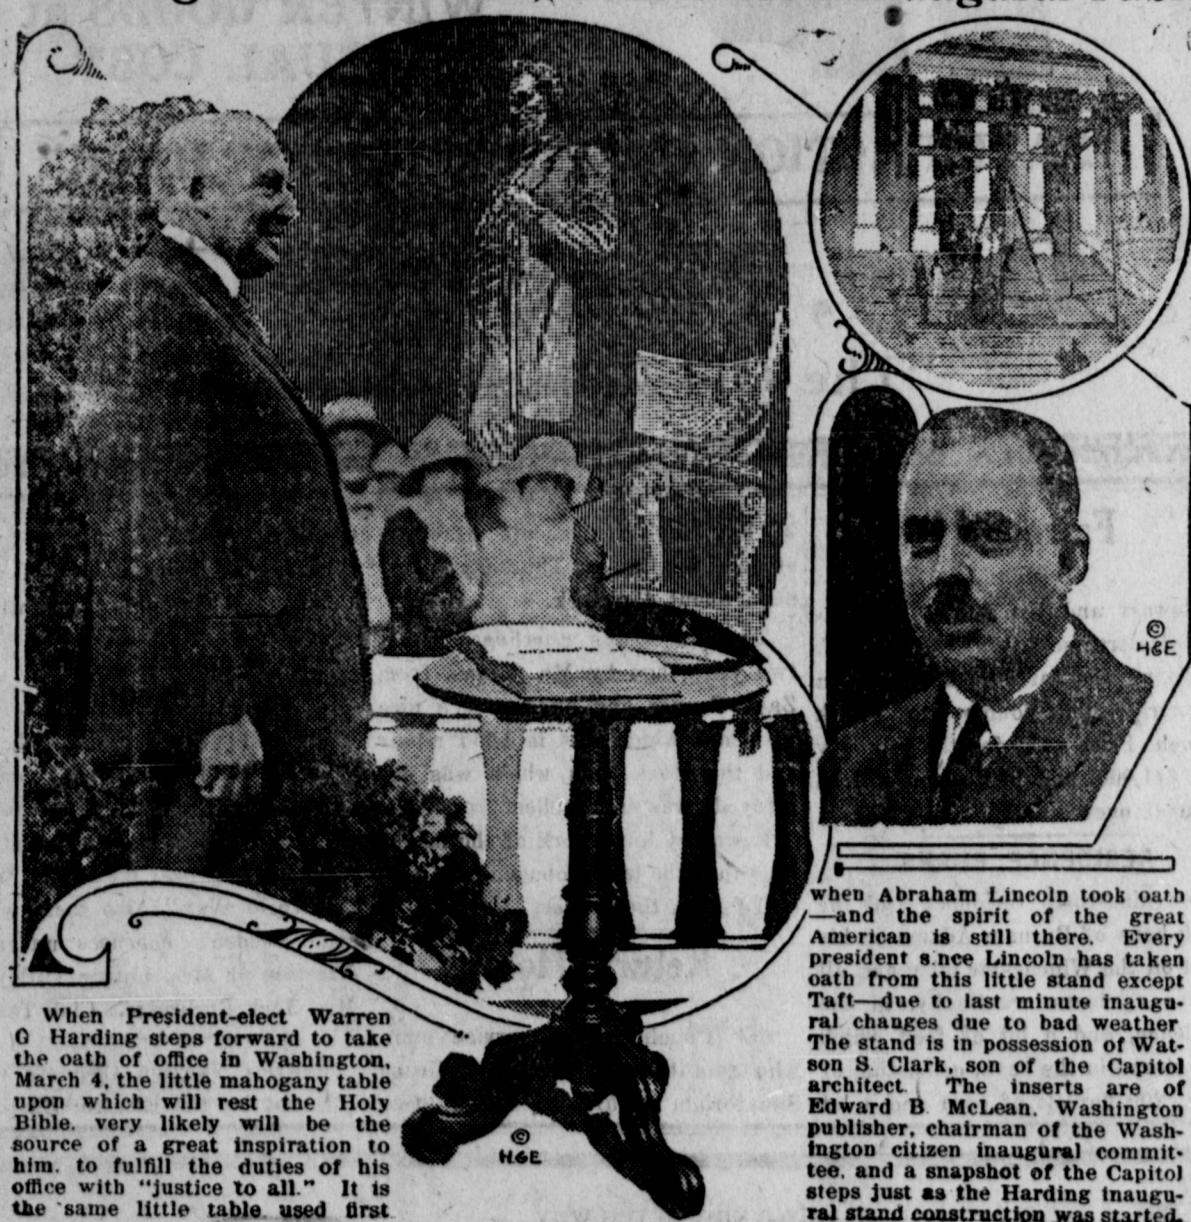 When President-elect Warren
G Harding steps forward to take
the oath of office in Washington,
March 4, the little mahogany table
upon which will rest the Holy
Bible, very likely will be the
source of a great inspiration to
him, to fulfill the duties of his
office with "justice to all." It is
the same little table used first
when Abraham Lincoln took oath
—and the spirit of the great
American is still there. Every
president since Lincoln has taken
oath from this little stand except
Taft—due to last minute inaugu-
ral changes due to bad weather
The stand is in possession of Wat-
son S. Clark, son of the Capitol
architect. The inserts are of
Edward B. McLean, Washington
publisher, chairman of the Wash-
ington citizen inaugural commit-
tee, and a snapshot of the Capitol
steps just as the Harding inaugu-
ral stand construction was started.
©
H&E
©
H&E